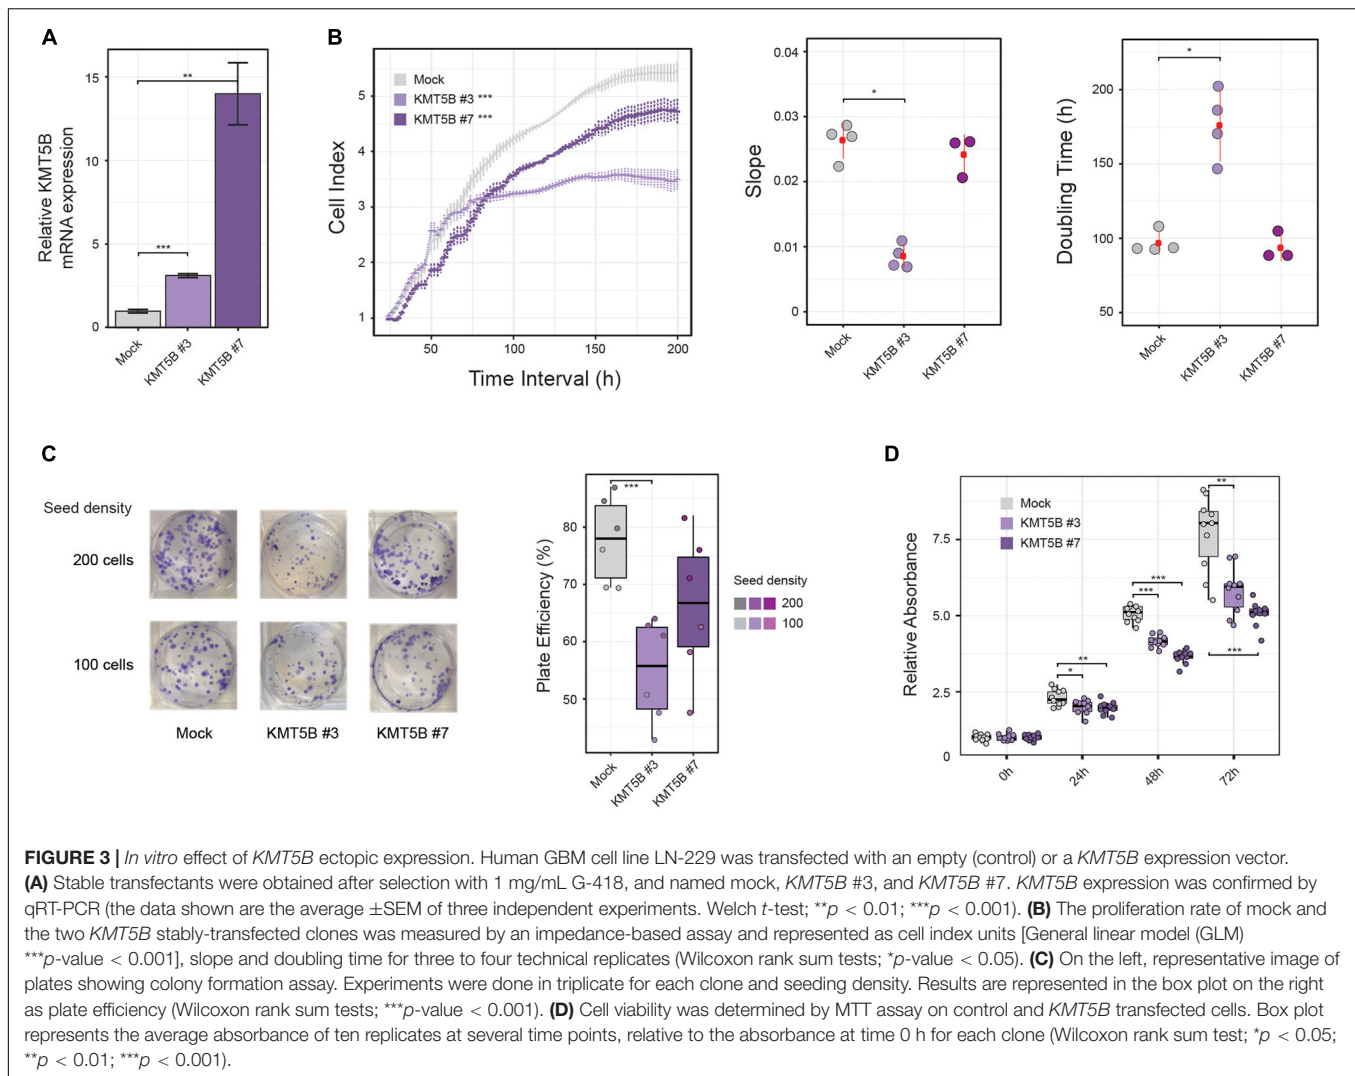 A
Relative KMT5B
mRNA expression
15
10
5
0
**
***
Mock
KMT5B #3
KMT5B #7
B
Cell Index
5
4
3
2
1
Mock
KMT5B #3 ***
KMT5B #7 ***
50
100
150
200
Time Interval (h)
Slope
0.04
0.03
0.02
0.01
0
*
Mock
KMT5B #3
KMT5B #7
Doubling Time (h)
200
150
100
50
*
Mock
KMT5B #3
KMT5B #7
C
Seed density
200 cells
100 cells
Mock
KMT5B #3
KMT5B #7
Plate Efficiency (%)
80
70
60
50
***
Mock
KMT5B #3
KMT5B #7
Seed density
200
100
D
Relative Absorbance
7.5
5.0
2.5
0
Mock
KMT5B #3
KMT5B #7
*
**
***
***
**
***
0h
24h
48h
72h
FIGURE 3 | In vitro effect of KMT5B ectopic expression. Human GBM cell line LN-229 was transfected with an empty (control) or a KMT5B expression vector.
(A) Stable transfectants were obtained after selection with 1 mg/mL G-418, and named mock, KMT5B #3, and KMT5B #7. KMT5B expression was confirmed by
qRT-PCR (the data shown are the average ±SEM of three independent experiments. Welch t-test; **p < 0.01; ***p < 0.001). (B) The proliferation rate of mock and
the two KMT5B stably-transfected clones was measured by an impedance-based assay and represented as cell index units [General linear model (GLM)
***p-value < 0.001], slope and doubling time for three to four technical replicates (Wilcoxon rank sum tests; *p-value < 0.05). (C) On the left, representative image of
plates showing colony formation assay. Experiments were done in triplicate for each clone and seeding density. Results are represented in the box plot on the right
as plate efficiency (Wilcoxon rank sum tests; ***p-value < 0.001). (D) Cell viability was determined by MTT assay on control and KMT5B transfected cells. Box plot
represents the average absorbance of ten replicates at several time points, relative to the absorbance at time 0 h for each clone (Wilcoxon rank sum test; *p < 0.05;
**p < 0.01; ***p < 0.001).